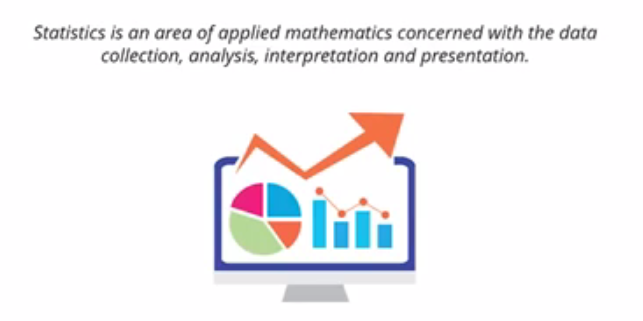 Statistics is an area of applied mathematics concerned with the data
collection, analysis, interpretation and presentation.